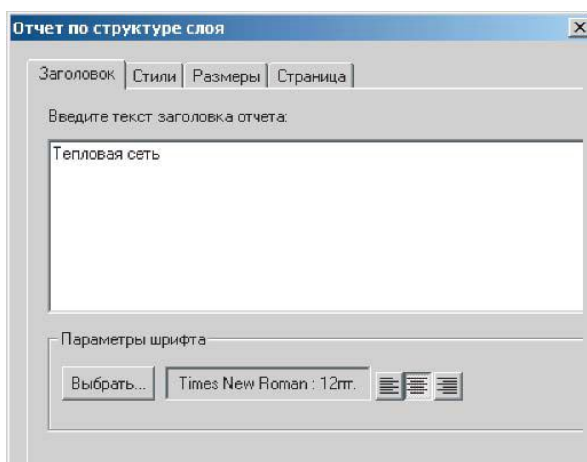 Отчет по структуре слоя
Заголовок Стили Размеры Страница
Введите текст заголовка отчета:
Тепловая сеть
Параметры шрифта
Выбрать... Times New Roman : 12пт.